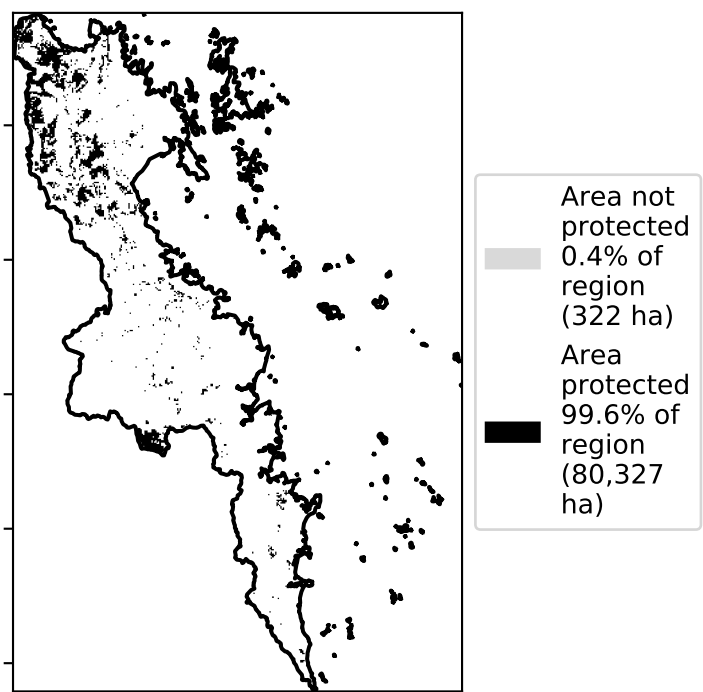 Area not
protected
0.4% of
region
(322 ha)
Area
protected
99.6% of
region
(80,327
ha)